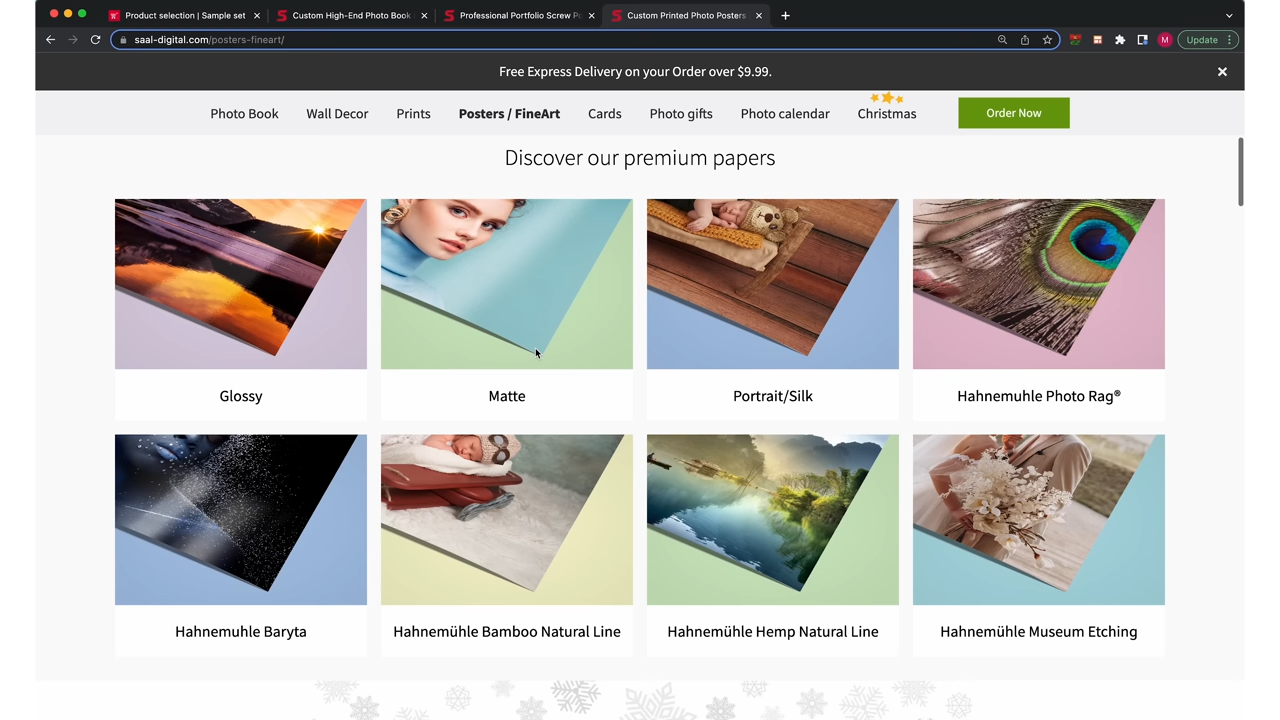 Product selection | Sample set
Custom High-End Photo Book
Professional Portfolio Screw Po
Custom Printed Photo Posters
saal-digital.com/posters-fineart/
M
Update
Free Express Delivery on your Order over $9.99.
Photo Book
Wall Decor
Prints
Posters / FineArt
Cards
Photo gifts
Photo calendar
Christmas
Order Now
Discover our premium papers
Glossy
Matte
Portrait/Silk
Hahnemuhle Photo Rag®
Hahnemuhle Baryta
Hahnemühle Bamboo Natural Line
Hahnemühle Hemp Natural Line
Hahnemühle Museum Etching